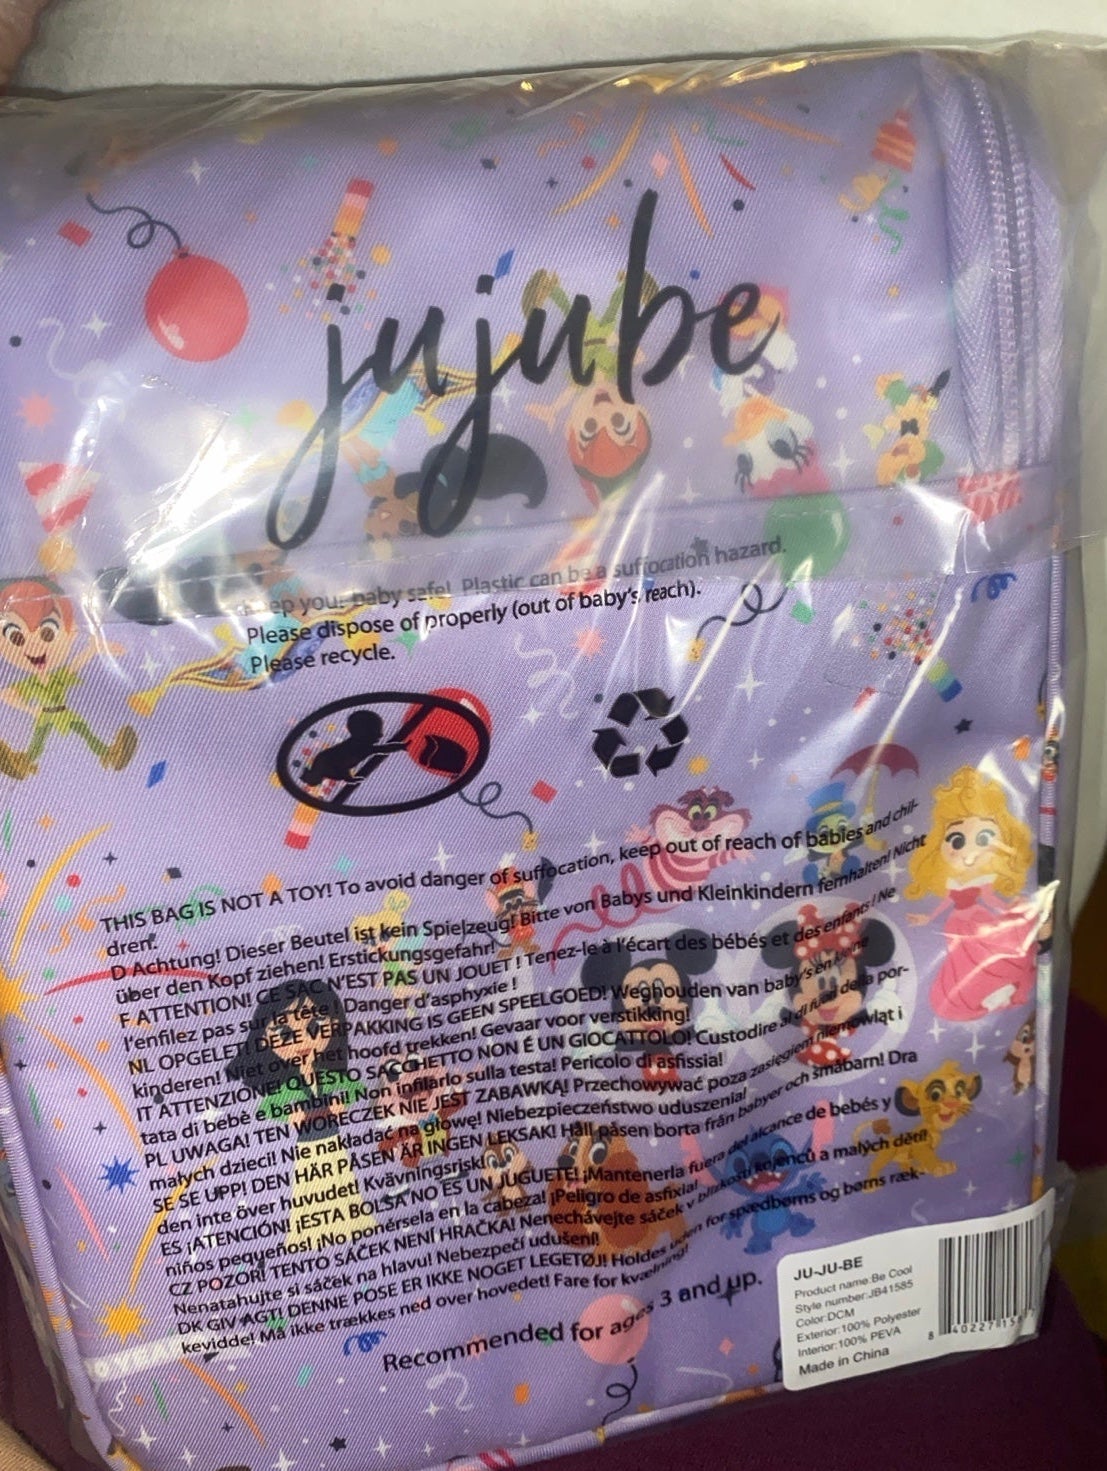 jujube
Keep your baby safe! Plastic can be a suffocation hazard.
Please dispose of properly (out of baby's reach).
Please recycle.
THIS BAG IS NOT A TOY! To avoid danger of suffocation, keep out of reach of babies and chil-
dren.
D Achtung! Dieser Beutel ist kein Spielzeug! Bitte von Babys und Kleinkindern fernhalten! Nicht
über den Kopf ziehen! Erstickungsgefahr!
F ATTENTION! CE SAC N'EST PAS UN JOUET ! Tenez-le à l'écart des bébés et des enfants ! Ne
l'enfilez pas sur la tête ! Danger d'asphyxie !
NL OPGELET! DEZE VERPAKKING IS GEEN SPEELGOED! Weghouden van baby's en kleine
kinderen! Niet over het hoofd trekken! Gevaar voor verstikking!
IT ATTENZIONE! QUESTO SACCHETTO NON É UN GIOCATTOLO! Custodire al di fuori della por-
tata di bebè e bambini! Non infilarlo sulla testa! Pericolo di asfissia!
PL UWAGA! TEN WORECZEK NIE JEST ZABAWKĄ! Przechowywać poza zasięgiem niemowląt i
małych dzieci! Nie nakładać na głowę! Niebezpieczeństwo uduszenia!
SE SE UPP! DEN HÄR PÅSEN ÄR INGEN LEKSAK! Håll påsen borta från babyer och småbarn! Dra
den inte över huvudet! Kvävningsrisk!
ES ¡ATENCIÓN! ¡ESTA BOLSA NO ES UN JUGUETE! ¡Mantenerla fuera del alcance de bebés y
niños pequeños! ¡No ponérsela en la cabeza! ¡Peligro de asfixia!
CZ POZOR! TENTO SÁČEK NENÍ HRAČKA! Nenechávejte sáček v blízkosti kojenců a malých dětí!
Nenatahujte si sáček na hlavu! Nebezpečí udušení!
DK GIV AGT! DENNE POSE ER IKKE NOGET LEGETØJ! Holdes uden for spædbørns og børns ræk-
kevidde! Må ikke trækkes ned over hovedet! Fare for kvælning!
Recommended for ages 3 and up.
JU-JU-BE
Product name:Be Cool
Style number:JB41585
Color:DCM
Exterior:100% Polyester
Interior:100% PEVA
Made in China
8 40227 15